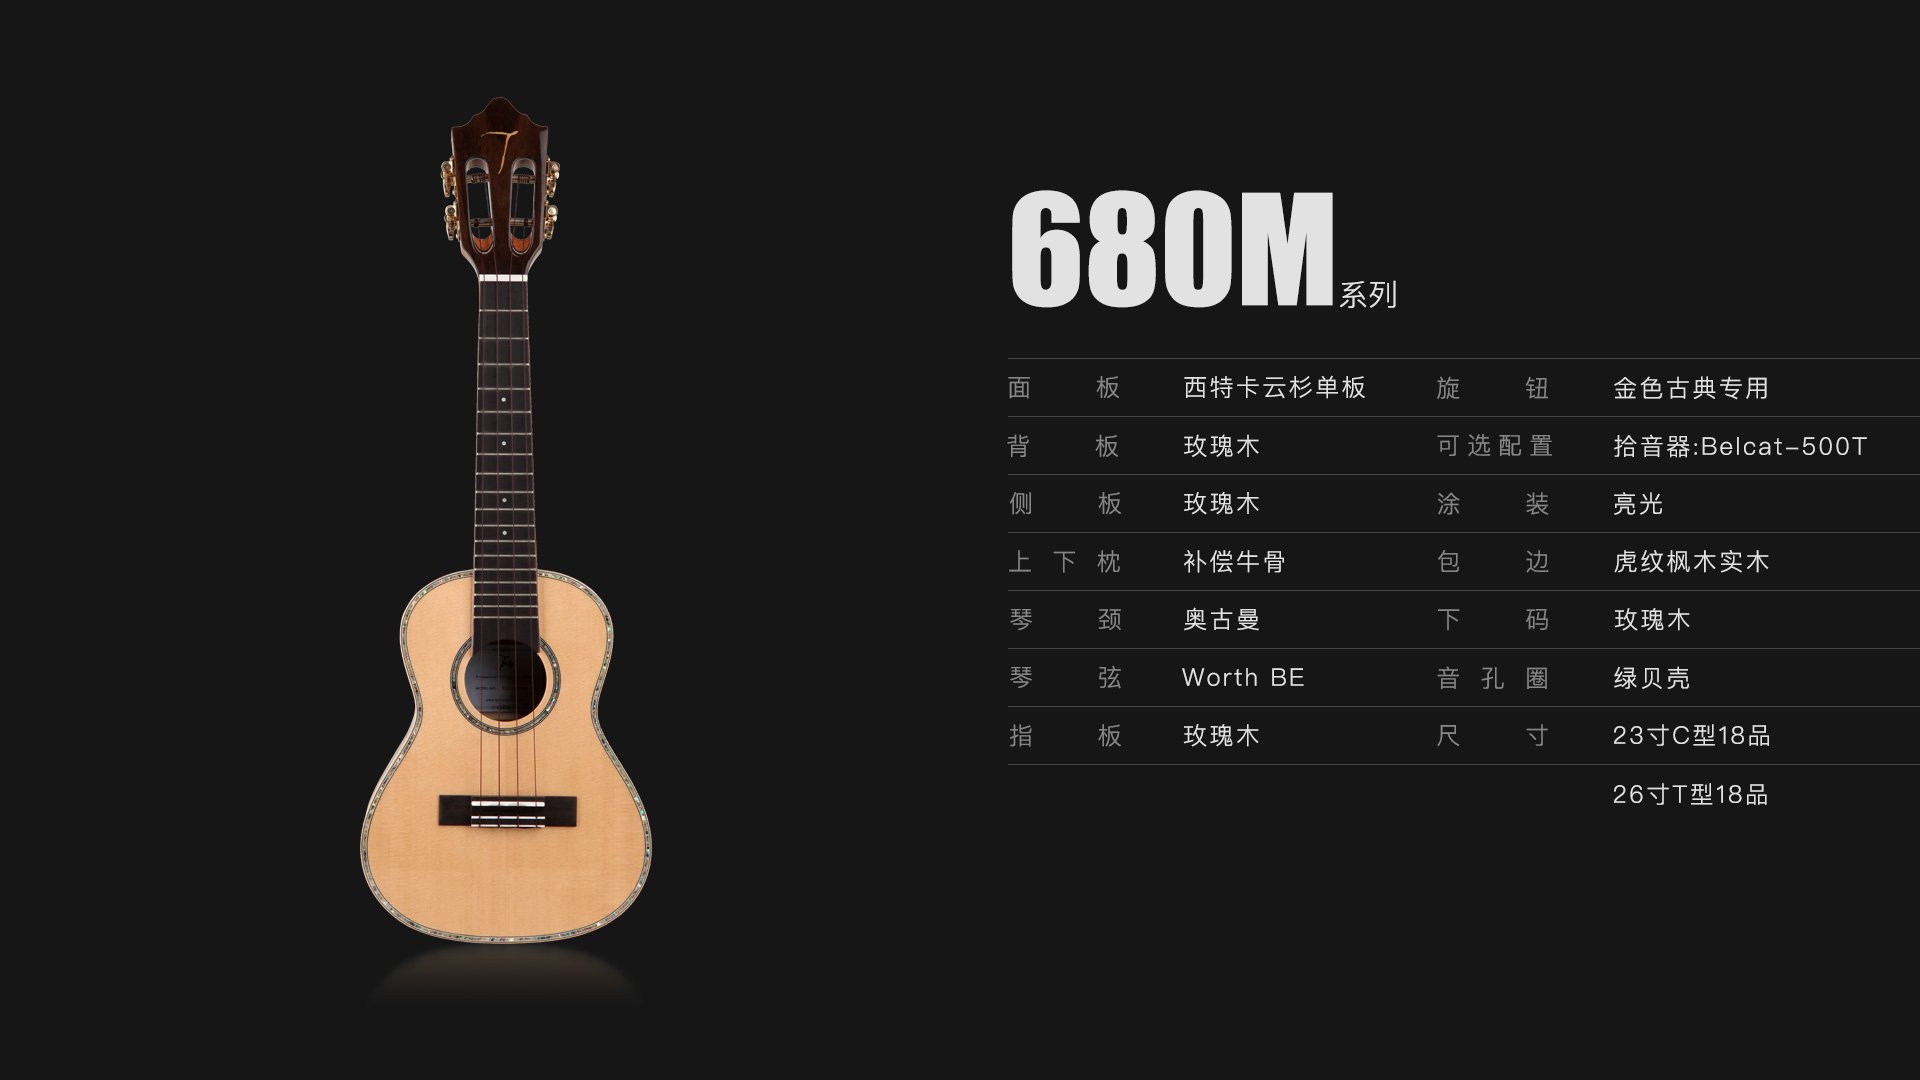 680M系列
面板 西特卡云杉单板 旋钮 金色古典专用
背板 玫瑰木 可选配置 拾音器:Belcat-500T
侧板 玫瑰木 涂装 亮光
上下枕 补偿牛骨 包边 虎纹枫木实木
琴颈 奥古曼 下码 玫瑰木
琴弦 Worth BE 音孔圈 绿贝壳
指板 玫瑰木 尺寸 23寸C型18品
26寸T型18品